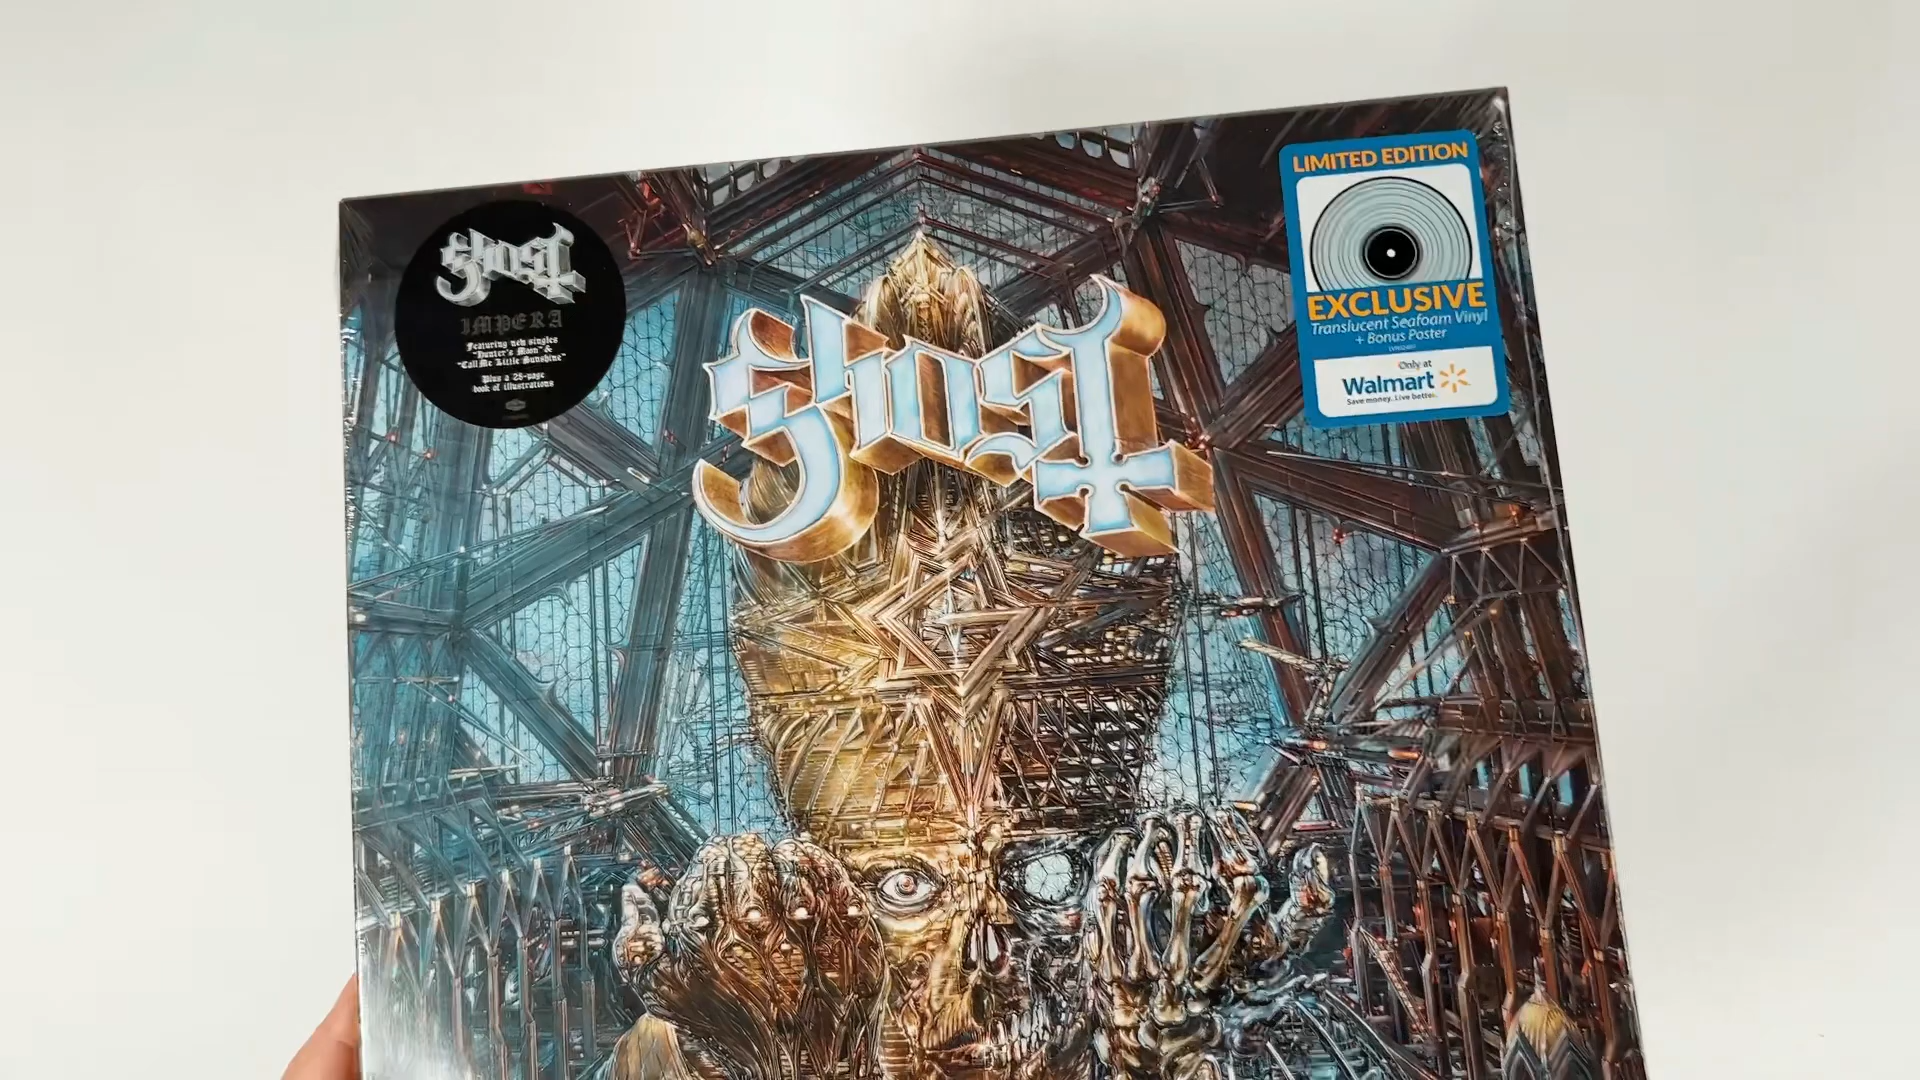 Ghost
IMPERA
Featuring new singles
"Hunter's Moon" &
"Call Me Little Sunshine"
Plus a 28-page
book of illustrations
Ghost
LIMITED EDITION
EXCLUSIVE
Translucent Seafoam Vinyl
+ Bonus Poster
Only at
Walmart
Save money. Live better.